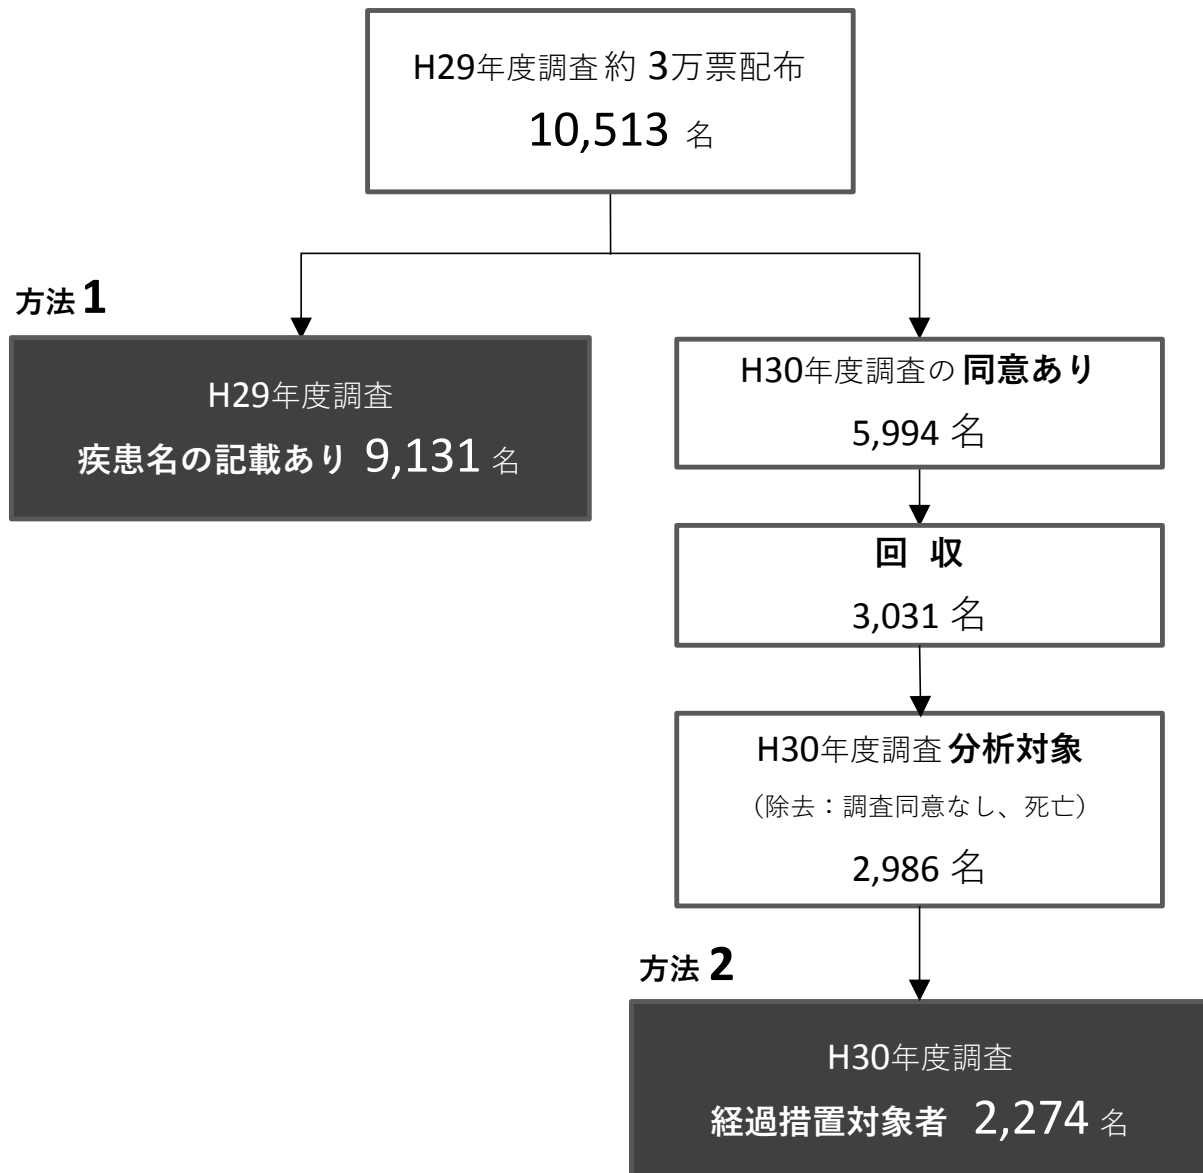 H29年度調査 約 3万票配布
10,513 名
方法 1
H29年度調査
疾患名の記載あり 9,131 名
H30年度調査の 同意あり
5,994 名
回 収
3,031 名
H30年度調査 分析対象
（除去：調査同意なし、死亡）
2,986 名
方法 2
H30年度調査
経過措置対象者 2,274 名